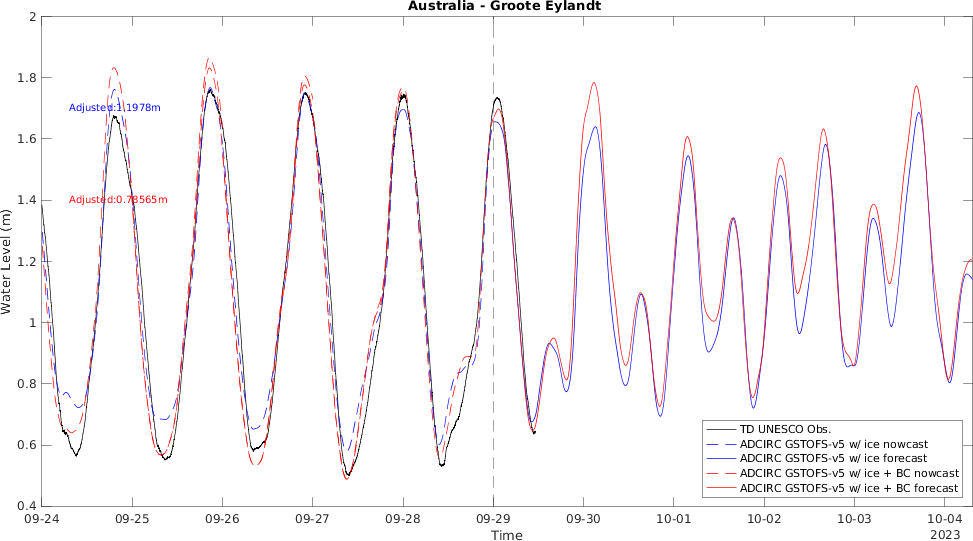 Australia - Groote Eylandt
2
1.8
1.6
1.4
1.2
1
0.8
0.6
0.4
Water Level (m)
Adjusted:1.1978m
Adjusted:0.78565m
TD UNESCO Obs.
ADCIRC GSTOFS-v5 w/ ice nowcast
ADCIRC GSTOFS-v5 w/ ice forecast
ADCIRC GSTOFS-v5 w/ ice + BC nowcast
ADCIRC GSTOFS-v5 w/ ice + BC forecast
09-24 09-25 09-26 09-27 09-28 09-29 09-30 10-01 10-02 10-03 10-04
Time
2023